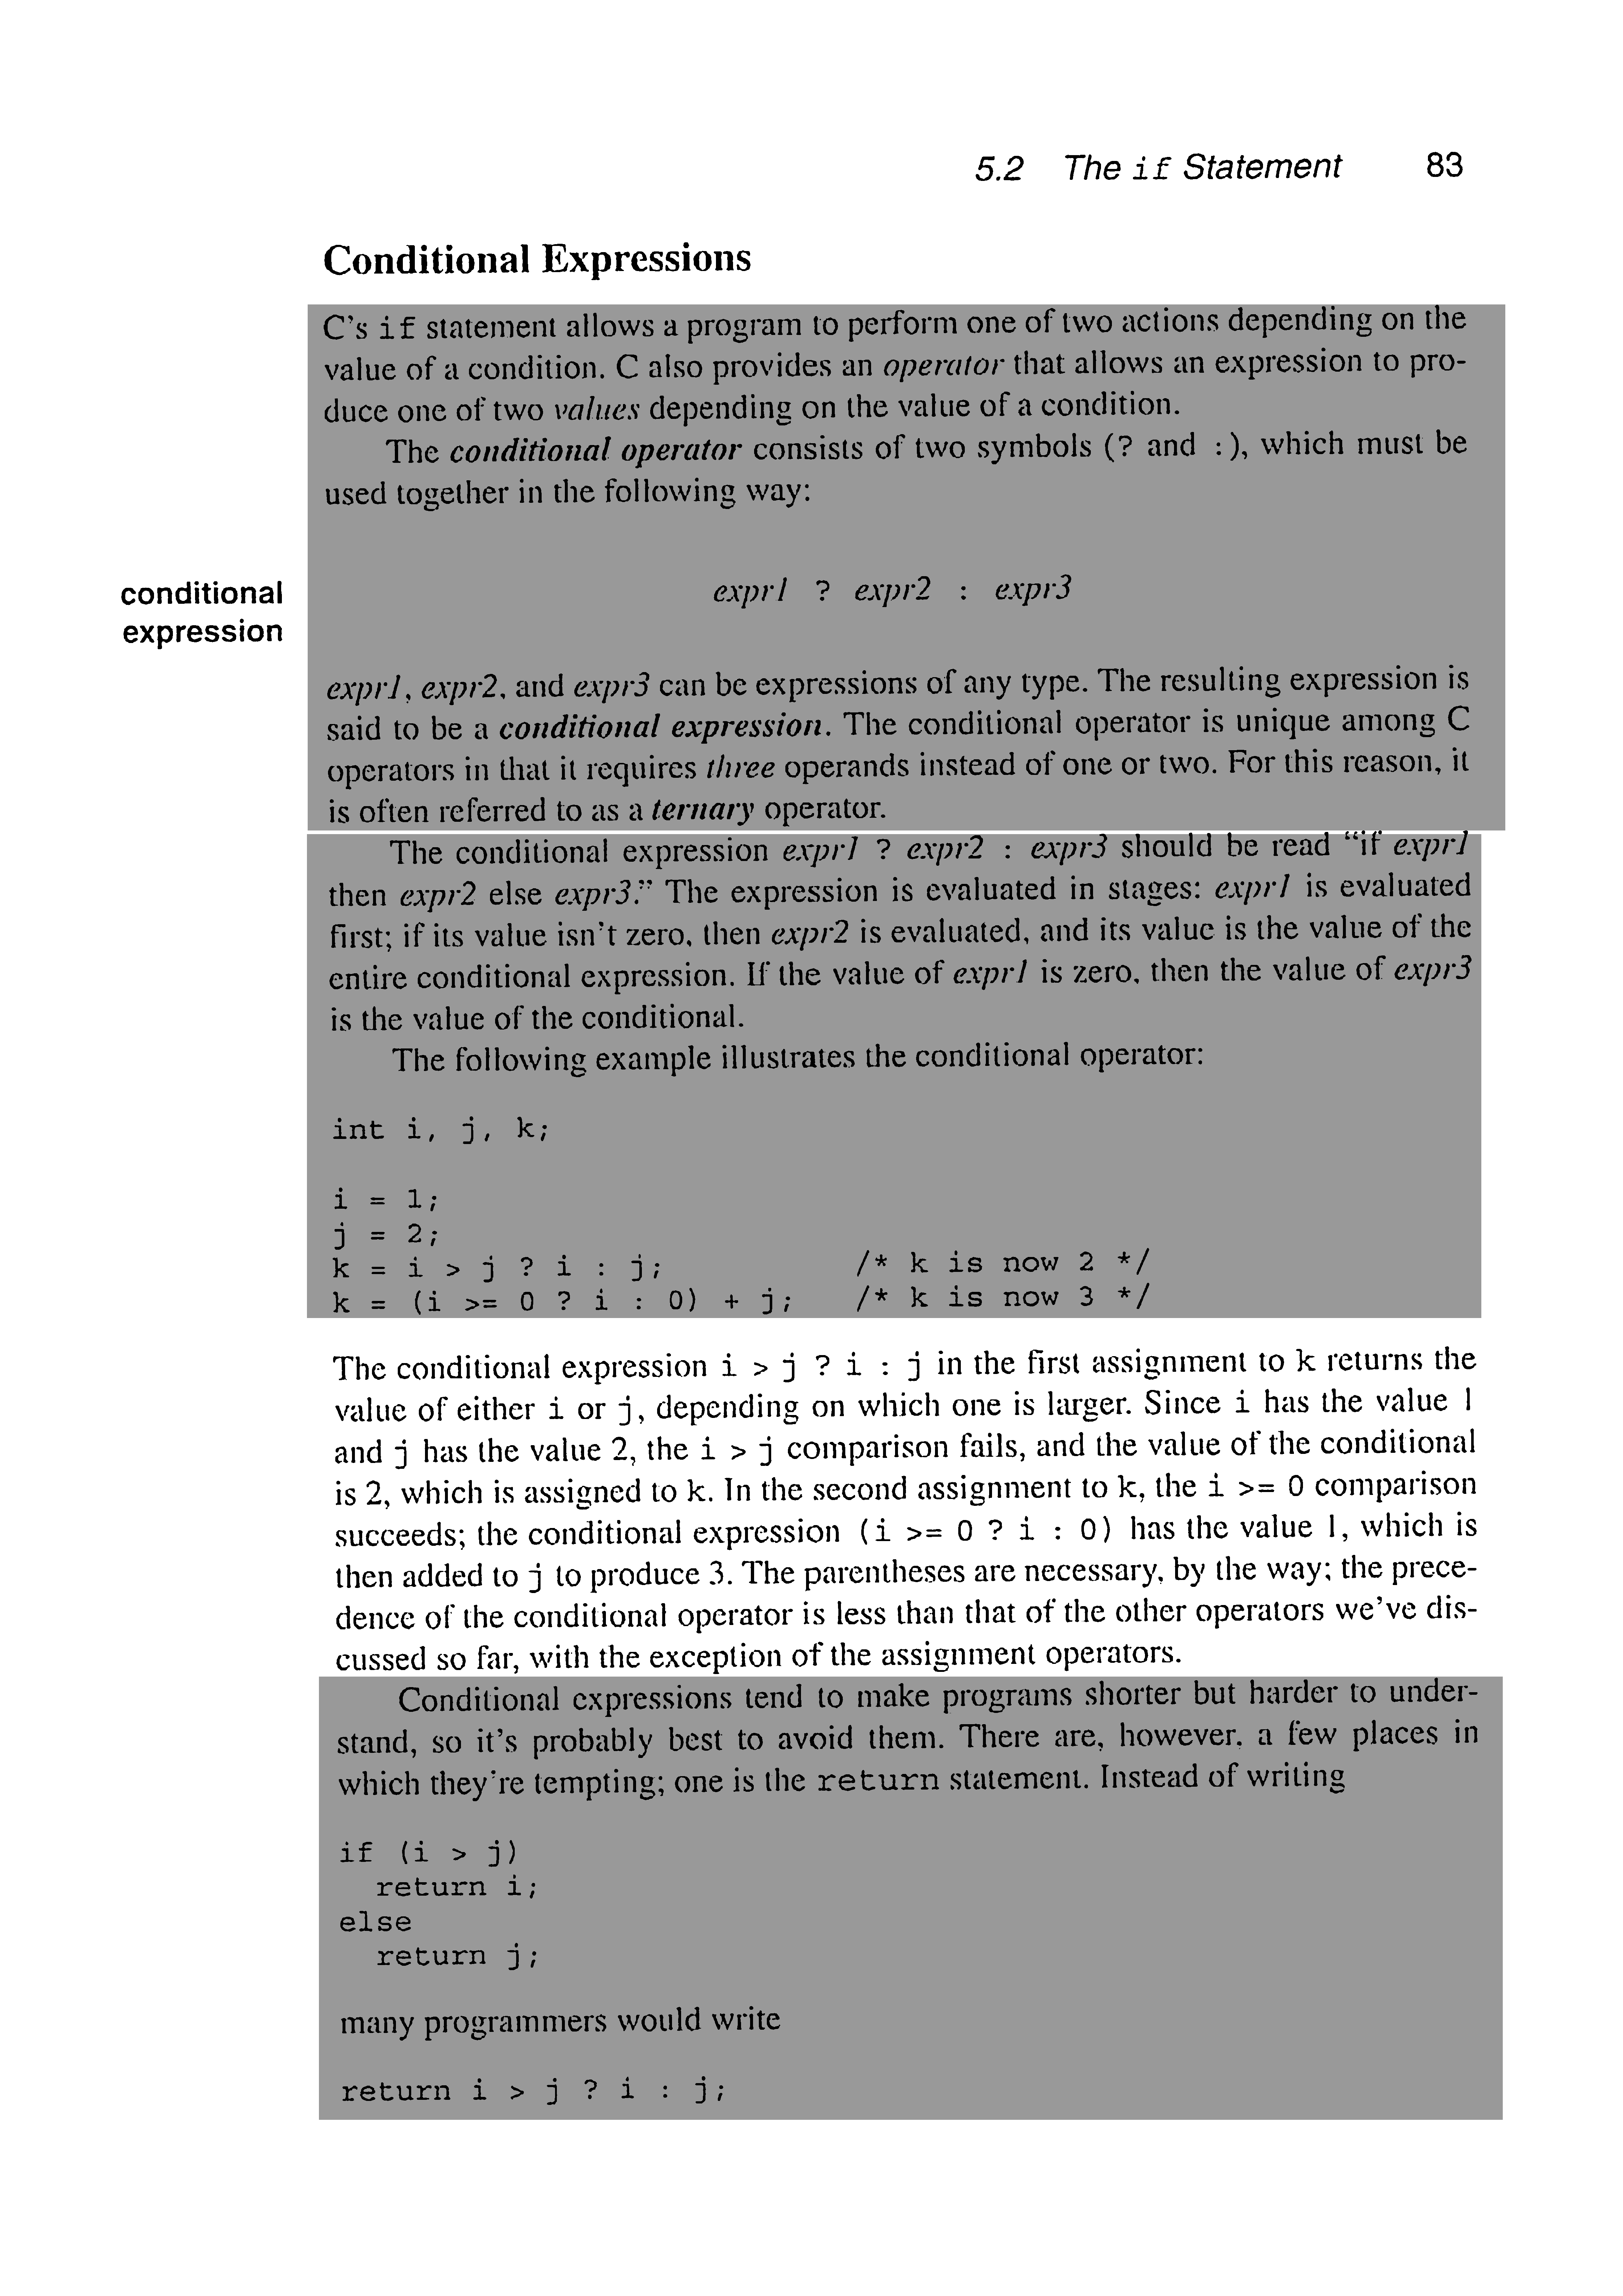 5.2 The if Statement 83
Conditional Expressions
C's if statement allows a program to perform one of two actions depending on the
value of a condition. C also provides an operator that allows an expression to pro-
duce one of two values depending on the value of a condition.
The conditional operator consists of two symbols (? and :), which must be
used together in the following way:
conditional
expression
expr1 ? expr2 : expr3
expr1, expr2, and expr3 can be expressions of any type. The resulting expression is
said to be a conditional expression. The conditional operator is unique among C
operators in that it requires three operands instead of one or two. For this reason, it
is often referred to as a ternary operator.
The conditional expression expr1 ? expr2 : expr3 should be read “if expr1
then expr2 else expr3.” The expression is evaluated in stages: expr1 is evaluated
first; if its value isn't zero, then expr2 is evaluated, and its value is the value of the
entire conditional expression. If the value of expr1 is zero, then the value of expr3
is the value of the conditional.
The following example illustrates the conditional operator:
int i, j, k;
i = 1;
j = 2;
k = i > j ? i : j; /* k is now 2 */
k = (i >= 0 ? i : 0) + j; /* k is now 3 */
The conditional expression i > j ? i : j in the first assignment to k returns the
value of either i or j, depending on which one is larger. Since i has the value 1
and j has the value 2, the i > j comparison fails, and the value of the conditional
is 2, which is assigned to k. In the second assignment to k, the i >= 0 comparison
succeeds; the conditional expression (i >= 0 ? i : 0) has the value 1, which is
then added to j to produce 3. The parentheses are necessary, by the way; the prece-
dence of the conditional operator is less than that of the other operators we've dis-
cussed so far, with the exception of the assignment operators.
Conditional expressions tend to make programs shorter but harder to under-
stand, so it's probably best to avoid them. There are, however, a few places in
which they're tempting; one is the return statement. Instead of writing
if (i > j)
return i;
else
return j;
many programmers would write
return i > j ? i : j;